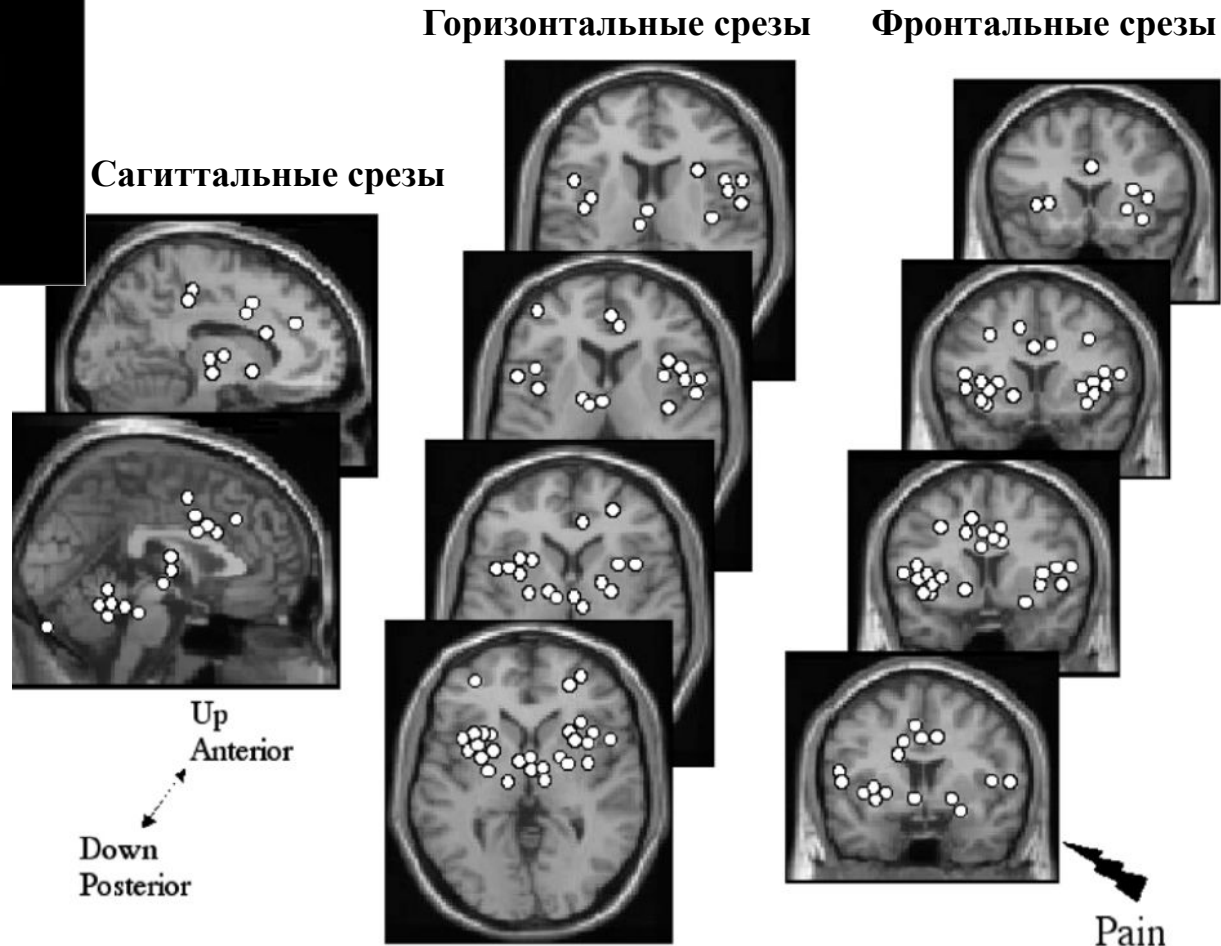 Горизонтальные срезы
Фронтальные срезы
Сагиттальные срезы
Up
Anterior
Down
Posterior
Pain